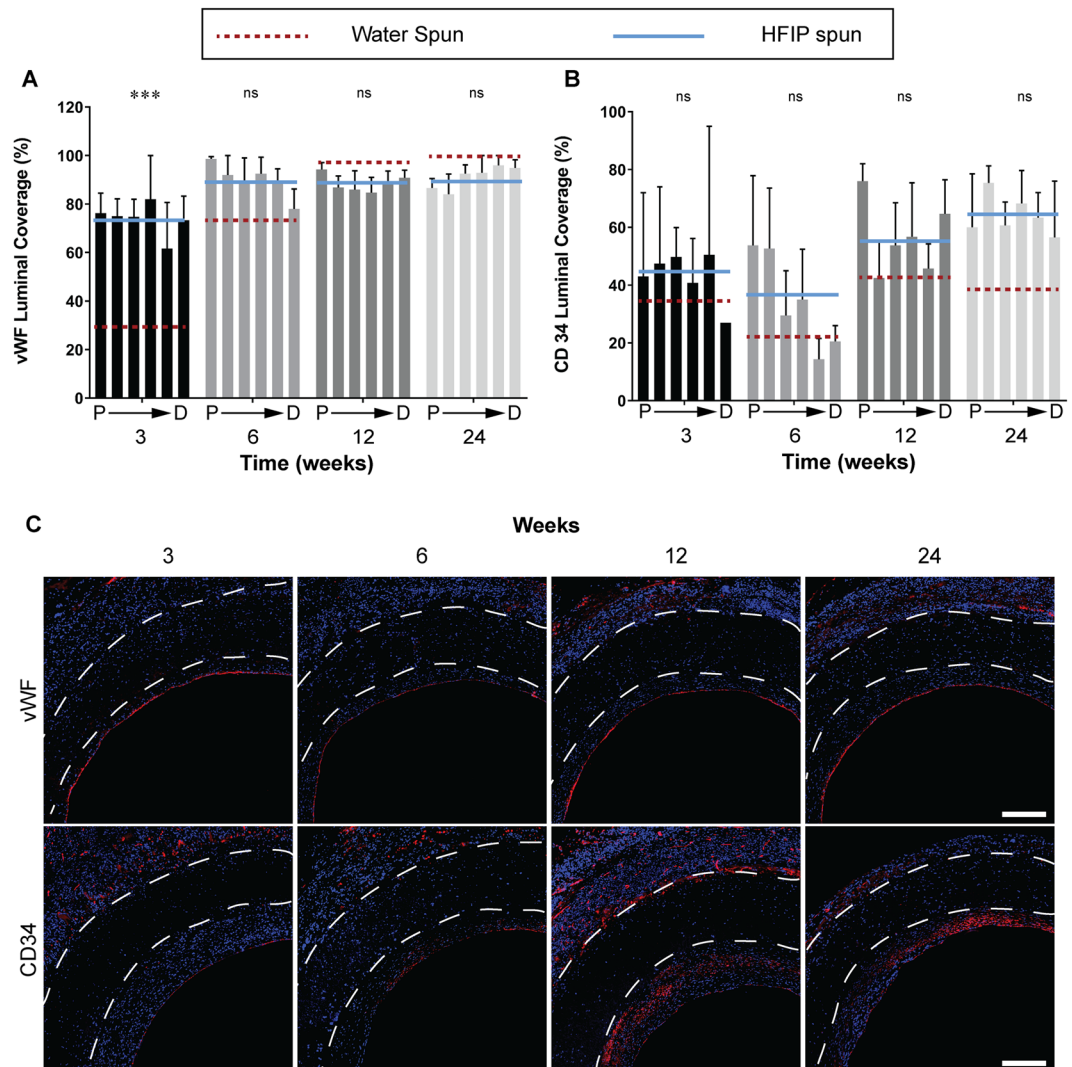 Water Spun HFIP spun
A
vWF Luminal Coverage (%)
120
100
80
60
40
20
0
*** ns ns ns
P D P D P D P D
3 6 12 24
Time (weeks)
B
CD 34 Luminal Coverage (%)
100
80
60
40
20
0
ns ns ns ns
P D P D P D P D
3 6 12 24
Time (weeks)
C
Weeks
3 6 12 24
vWF
CD34